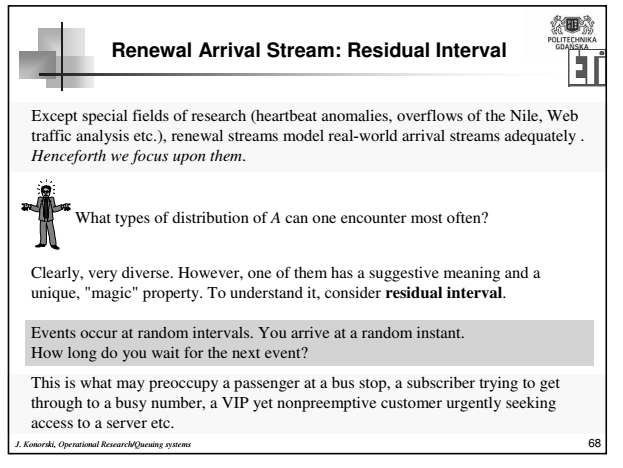 Renewal Arrival Stream: Residual Interval
POLITECHNIKA
GDAŃSKA
Except special fields of research (heartbeat anomalies, overflows of the Nile, Web
traffic analysis etc.), renewal streams model real-world arrival streams adequately .
Henceforth we focus upon them.
What types of distribution of A can one encounter most often?
Clearly, very diverse. However, one of them has a suggestive meaning and a
unique, "magic" property. To understand it, consider residual interval.
Events occur at random intervals. You arrive at a random instant.
How long do you wait for the next event?
This is what may preoccupy a passenger at a bus stop, a subscriber trying to get
through to a busy number, a VIP yet nonpreemptive customer urgently seeking
access to a server etc.
J. Konorski, Operational Research/Queuing systems
68